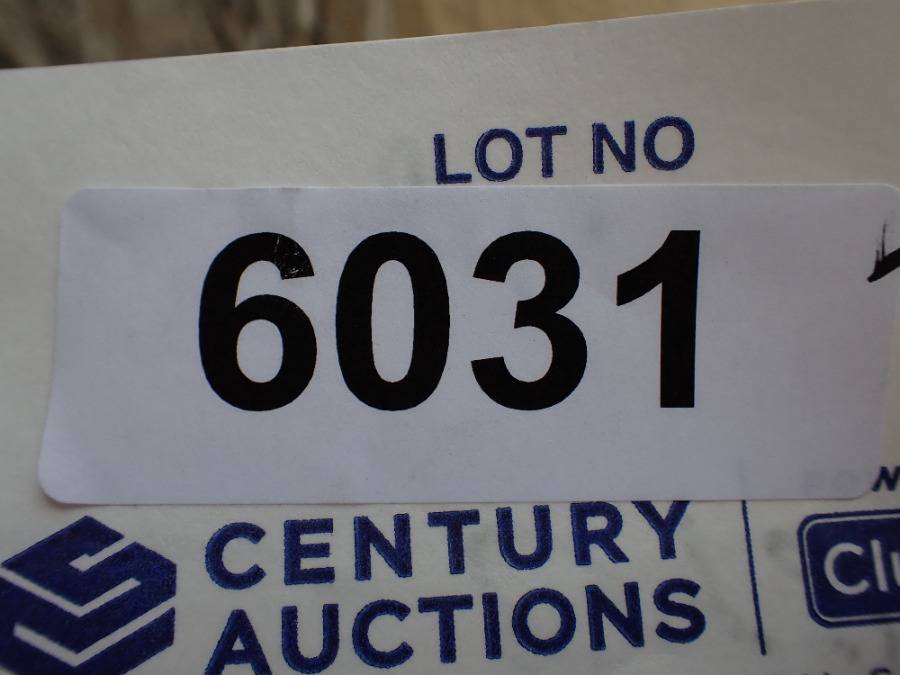 LOT NO
6031
CENTURY
AUCTIONS